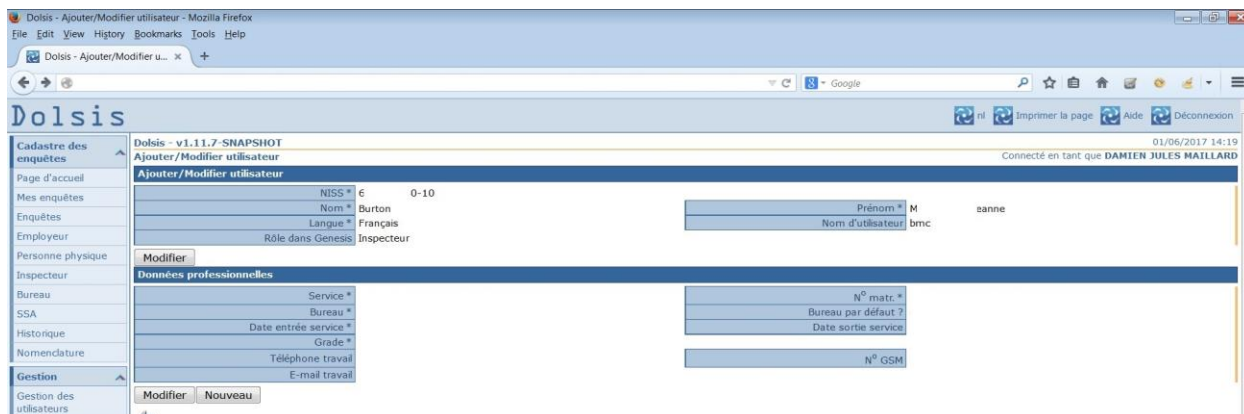 Dolsis - Ajouter/Modifier utilisateur - Mozilla Firefox
File Edit View History Bookmarks Tools Help
Dolsis - Ajouter/Modifier u... × +
Google
Dolsis
nl Imprimer la page Aide Déconnexion
Cadastre des enquêtes
Page d'accueil
Mes enquêtes
Enquêtes
Employeur
Personne physique
Inspecteur
Bureau
SSA
Historique
Nomenclature
Gestion
Gestion des utilisateurs
Dolsis - v1.11.7-SNAPSHOT 01/06/2017 14:19
Ajouter/Modifier utilisateur Connecté en tant que DAMIEN JULES MAILLARD
Ajouter/Modifier utilisateur
NISS * 6 0-10
Nom * Burton Prénom * M eanne
Langue * Français Nom d'utilisateur bmc
Rôle dans Genesis Inspecteur
Modifier
Données professionnelles
Service * N° matr. *
Bureau * Bureau par défaut ?
Date entrée service * Date sortie service
Grade *
Téléphone travail N° GSM
E-mail travail
Modifier Nouveau